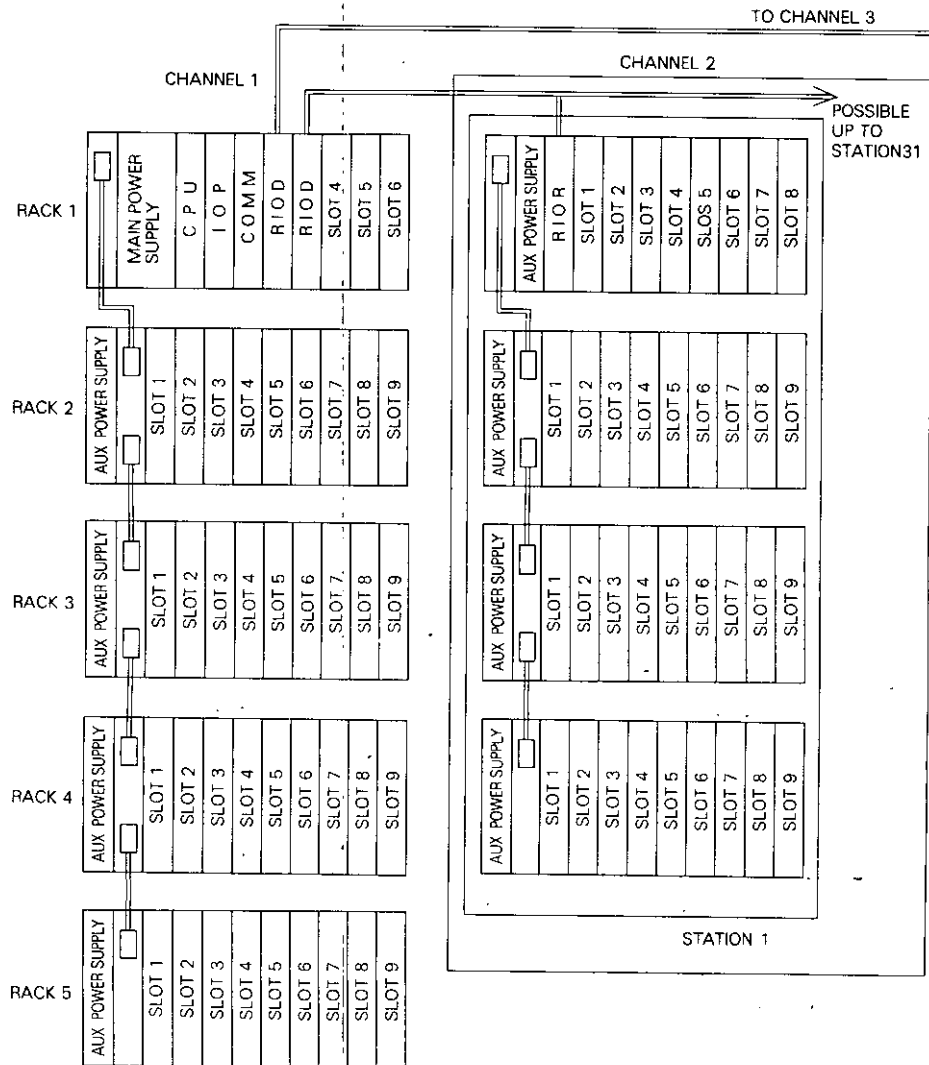 TO CHANNEL 3
CHANNEL 1
CHANNEL 2
POSSIBLE
UP TO
STATION31
RACK 1
MAIN POWER
SUPPLY
CPU
IOP
COMM
RIOD
RIOD
SLOT 4
SLOT 5
SLOT 6
AUX POWER SUPPLY
RIOR
SLOT 1
SLOT 2
SLOT 3
SLOT 4
SLOS 5
SLOT 6
SLOT 7
SLOT 8
RACK 2
AUX POWER SUPPLY
SLOT 1
SLOT 2
SLOT 3
SLOT 4
SLOT 5
SLOT 6
SLOT 7
SLOT 8
SLOT 9
AUX POWER SUPPLY
SLOT 1
SLOT 2
SLOT 3
SLOT 4
SLOT 5
SLOT 6
SLOT 7
SLOT 8
SLOT 9
RACK 3
AUX POWER SUPPLY
SLOT 1
SLOT 2
SLOT 3
SLOT 4
SLOT 5
SLOT 6
SLOT 7
SLOT 8
SLOT 9
AUX POWER SUPPLY
SLOT 1
SLOT 2
SLOT 3
SLOT 4
SLOT 5
SLOT 6
SLOT 7
SLOT 8
SLOT 9
RACK 4
AUX POWER SUPPLY
SLOT 1
SLOT 2
SLOT 3
SLOT 4
SLOT 5
SLOT 6
SLOT 7
SLOT 8
SLOT 9
AUX POWER SUPPLY
SLOT 1
SLOT 2
SLOT 3
SLOT 4
SLOT 5
SLOT 6
SLOT 7
SLOT 8
SLOT 9
STATION 1
RACK 5
AUX POWER SUPPLY
SLOT 1
SLOT 2
SLOT 3
SLOT 4
SLOT 5
SLOT 6
SLOT 7
SLOT 8
SLOT 9